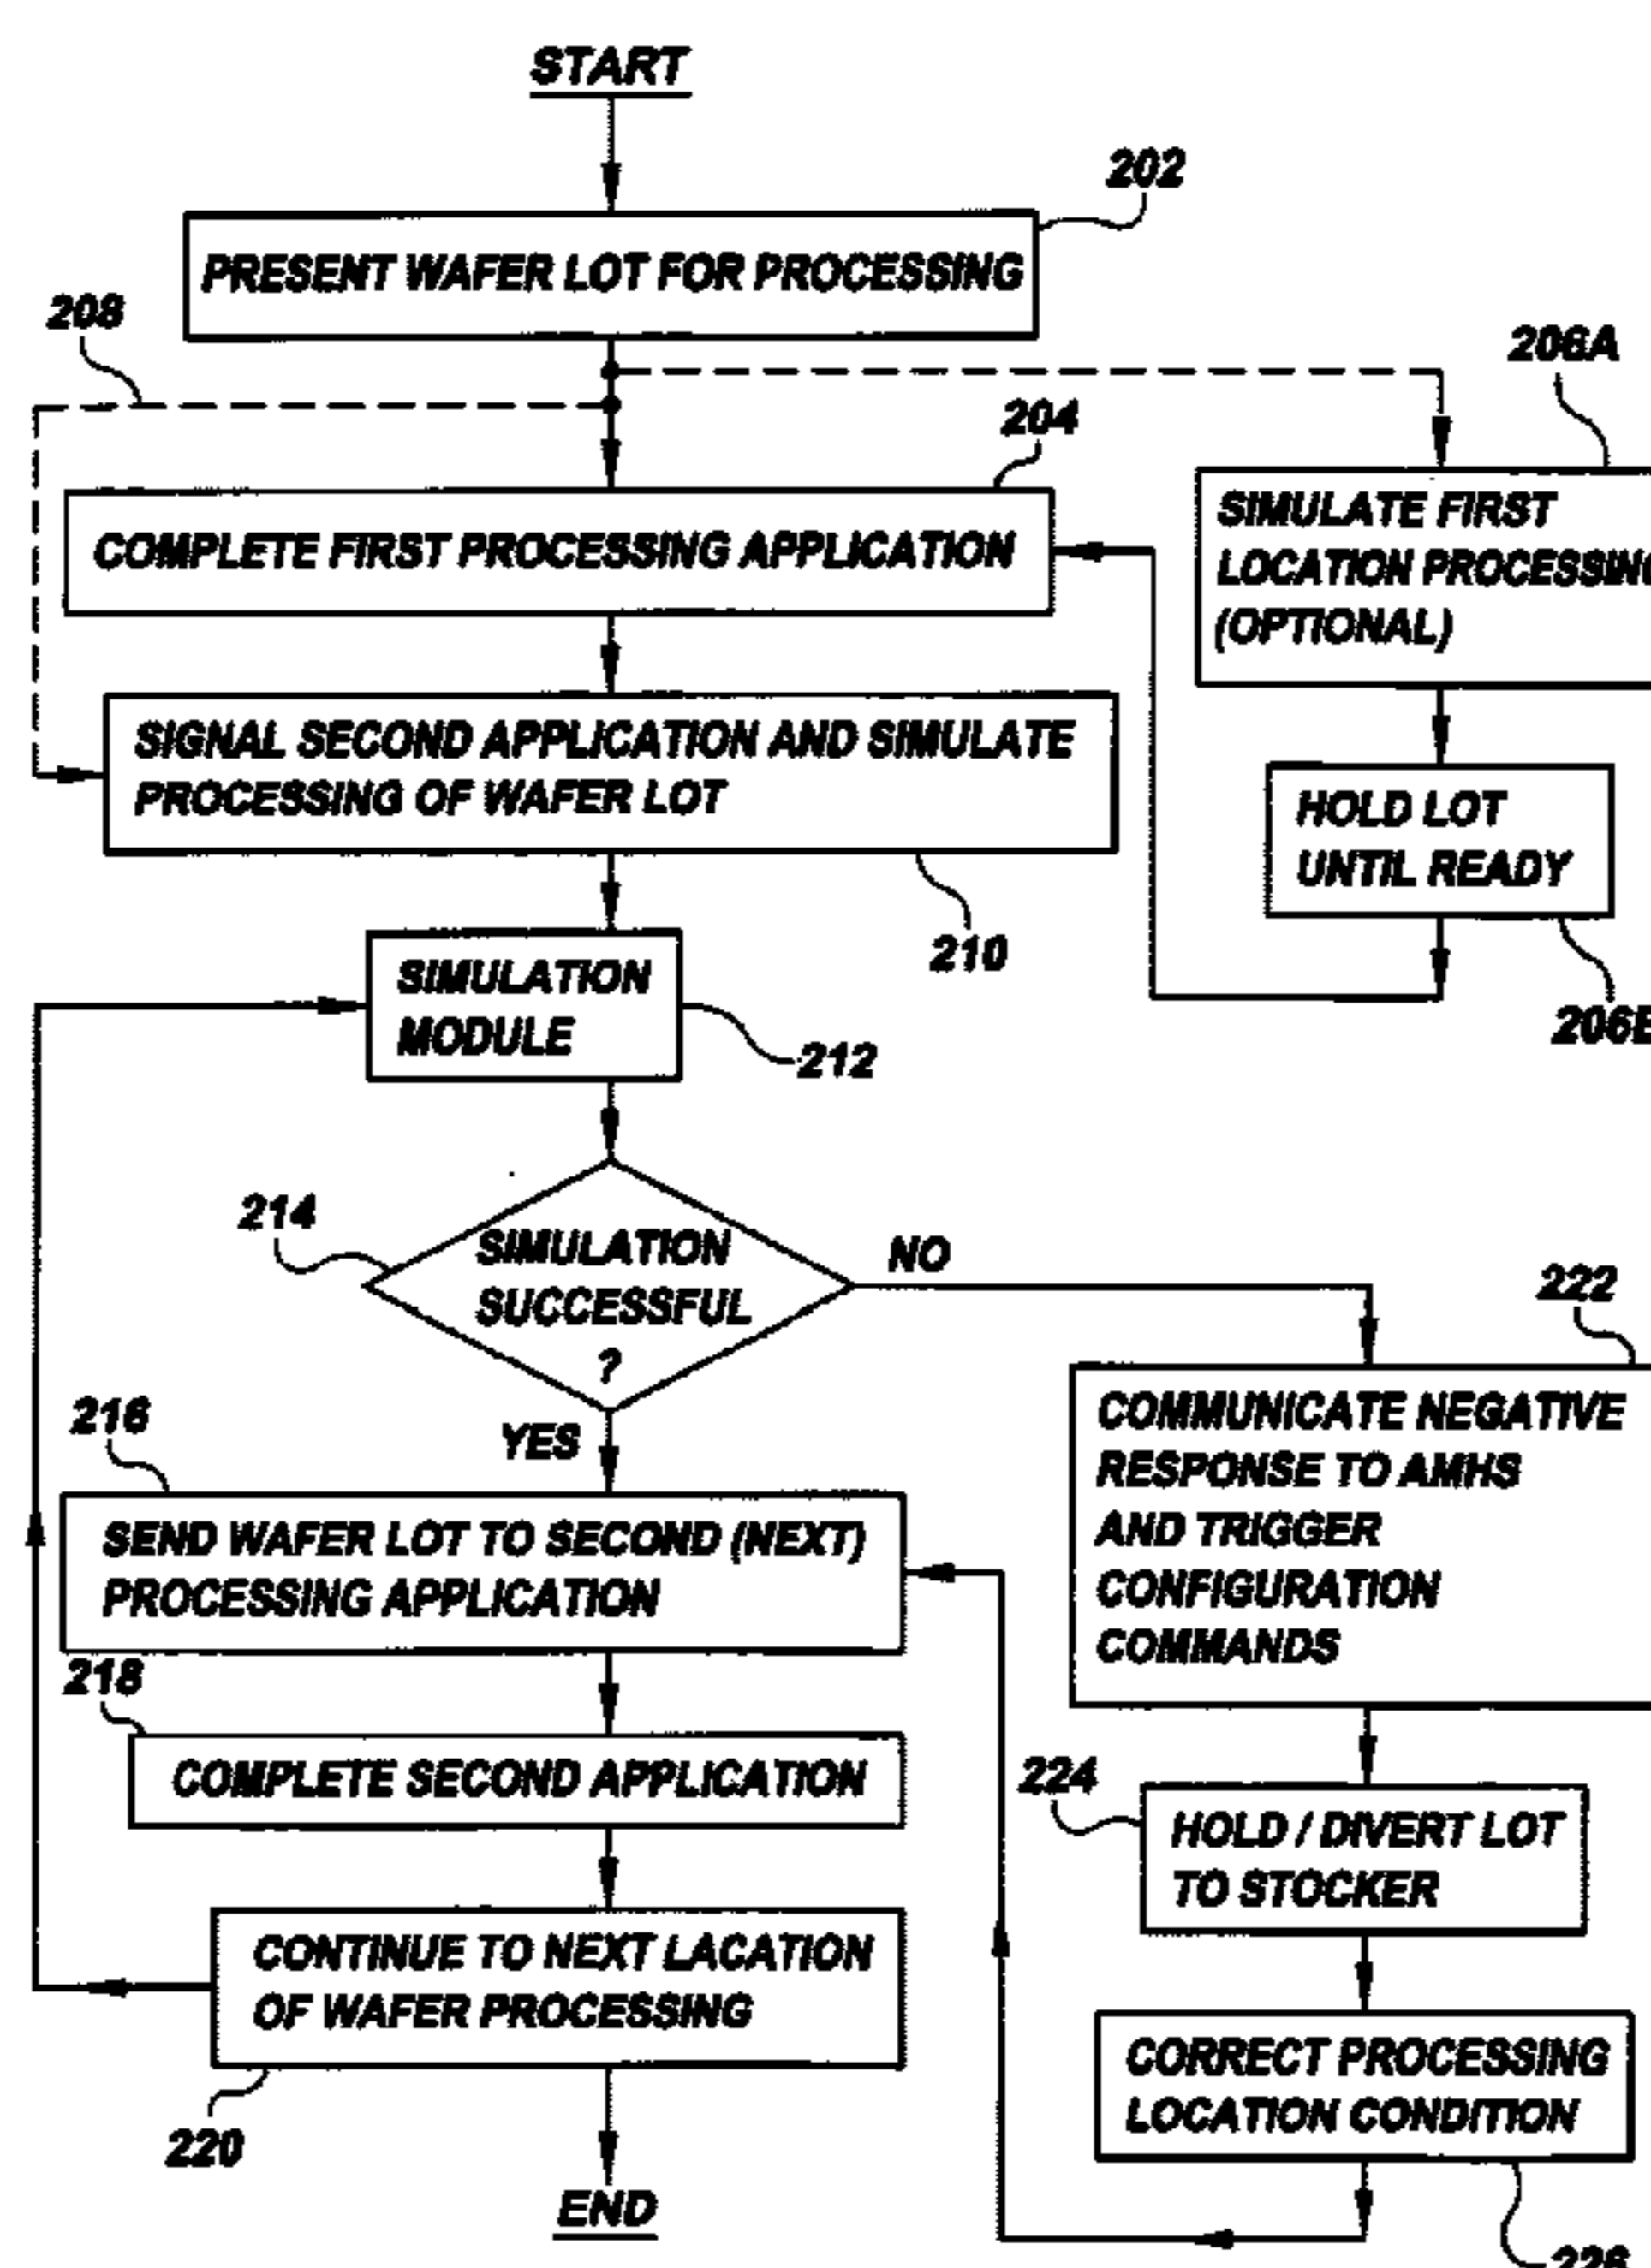 START
202
PRESENT WAFER LOT FOR PROCESSING
208
206A
204
COMPLETE FIRST PROCESSING APPLICATION
SIMULATE FIRST
LOCATION PROCESSING
(OPTIONAL)
SIGNAL SECOND APPLICATION AND SIMULATE
PROCESSING OF WAFER LOT
HOLD LOT
UNTIL READY
210
206B
SIMULATION
MODULE
212
214
SIMULATION
SUCCESSFUL
?
NO
YES
222
COMMUNICATE NEGATIVE
RESPONSE TO AMHS
AND TRIGGER
CONFIGURATION
COMMANDS
216
SEND WAFER LOT TO SECOND (NEXT)
PROCESSING APPLICATION
218
COMPLETE SECOND APPLICATION
224
HOLD / DIVERT LOT
TO STOCKER
CONTINUE TO NEXT LACATION
OF WAFER PROCESSING
220
CORRECT PROCESSING
LOCATION CONDITION
226
END